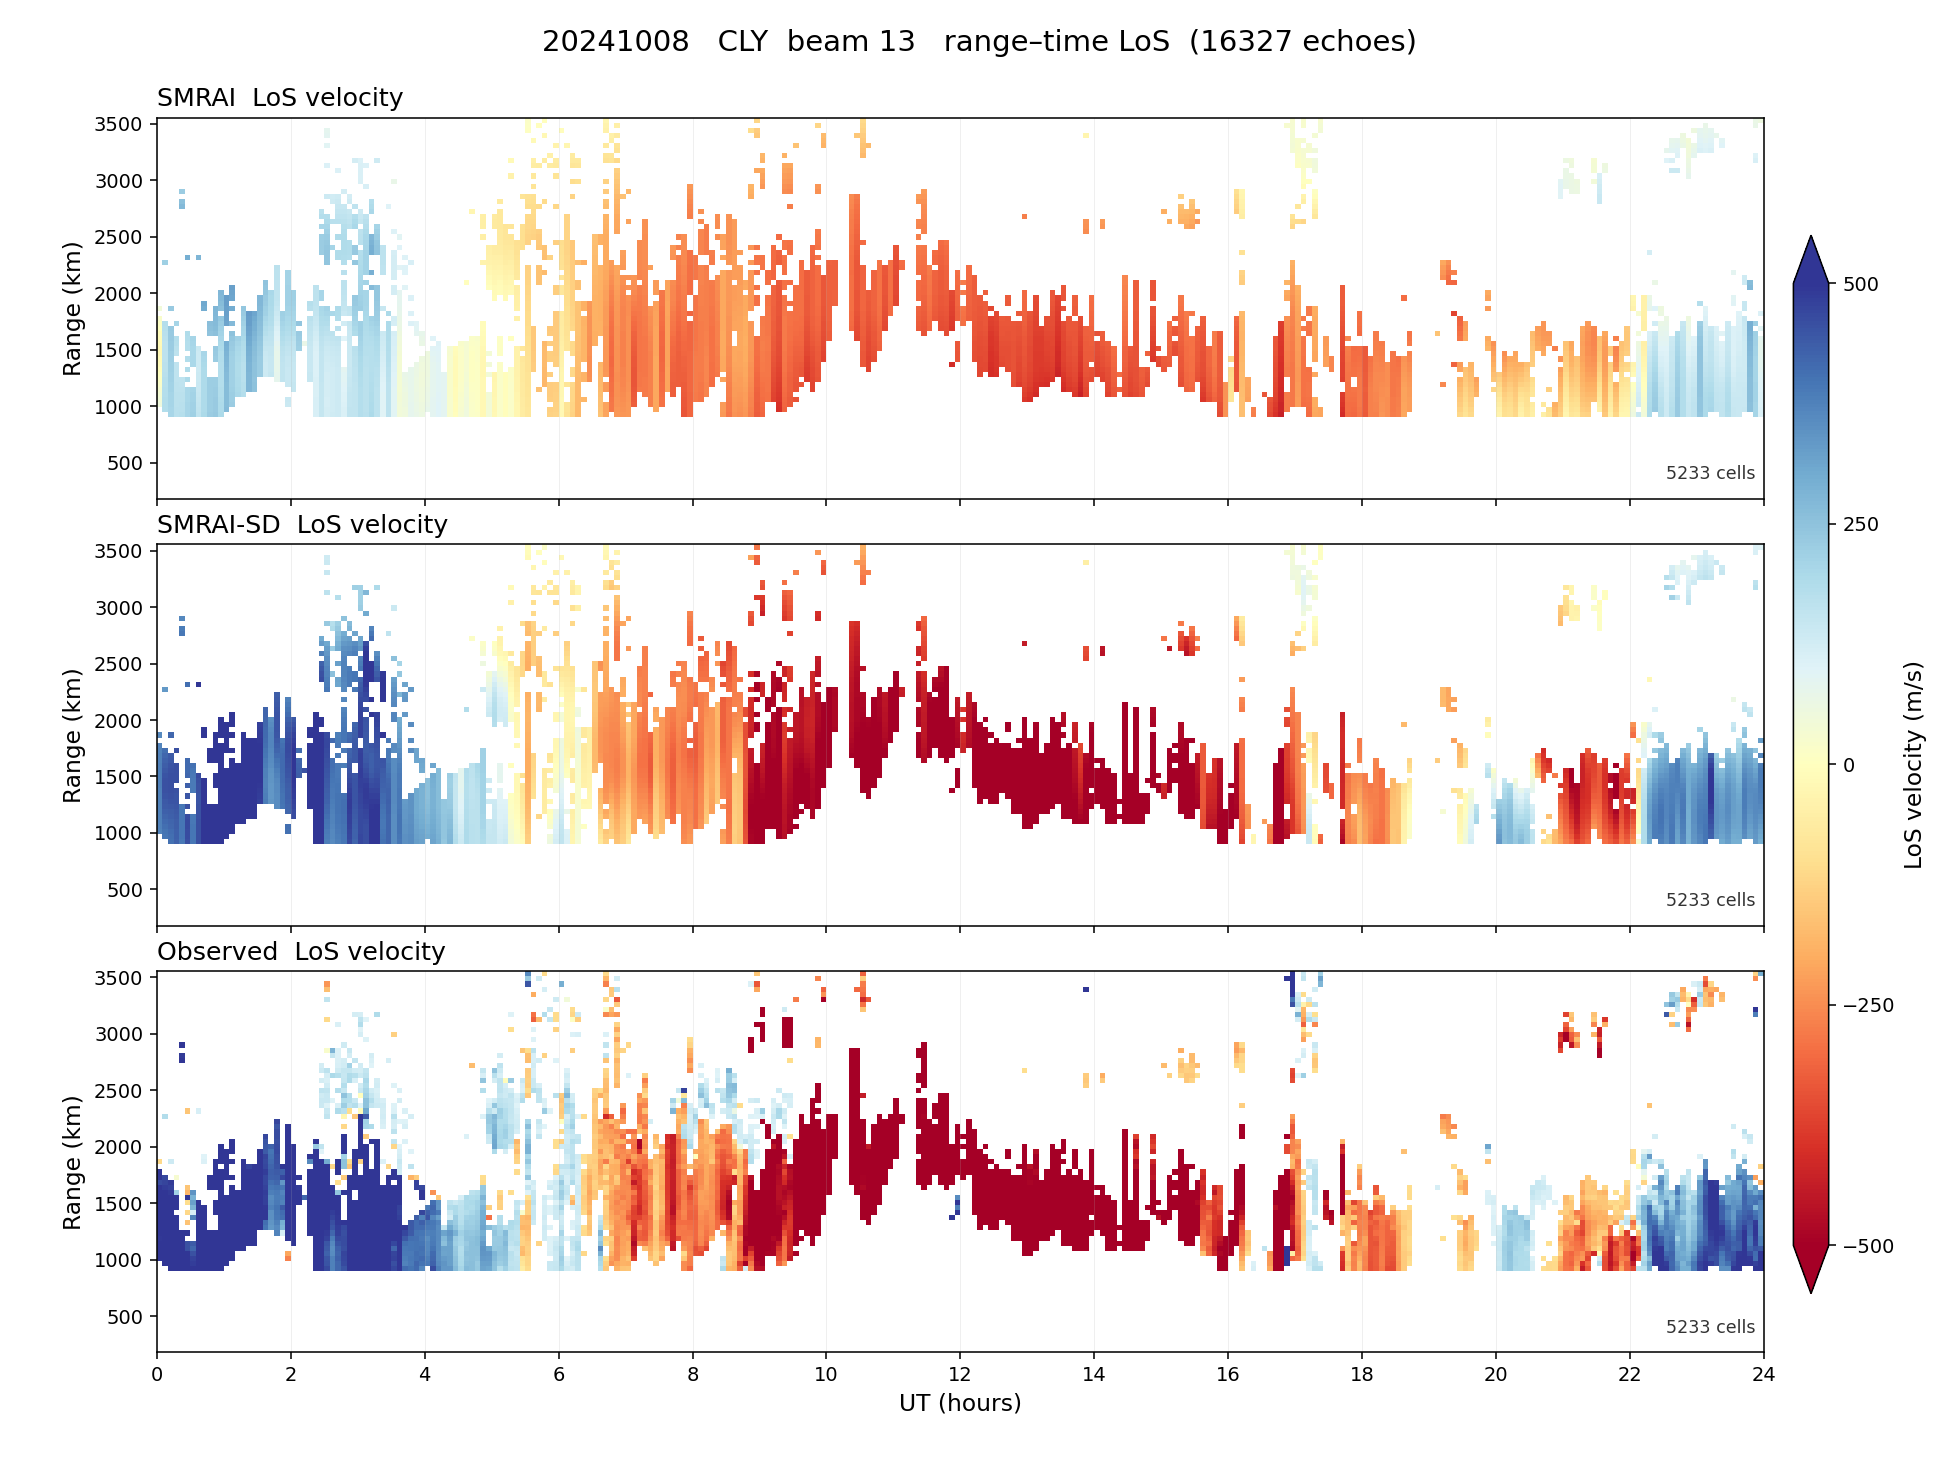 20241008   CLY  beam 13   range–time LoS  (16327 echoes)
SMRAI  LoS velocity
3500
3000
2500
2000
1500
1000
500
Range (km)
5233 cells
SMRAI-SD  LoS velocity
3500
3000
2500
2000
1500
1000
500
Range (km)
5233 cells
Observed  LoS velocity
3500
3000
2500
2000
1500
1000
500
Range (km)
5233 cells
0 2 4 6 8 10 12 14 16 18 20 22 24
UT (hours)
500
250
0
−250
−500
LoS velocity (m/s)